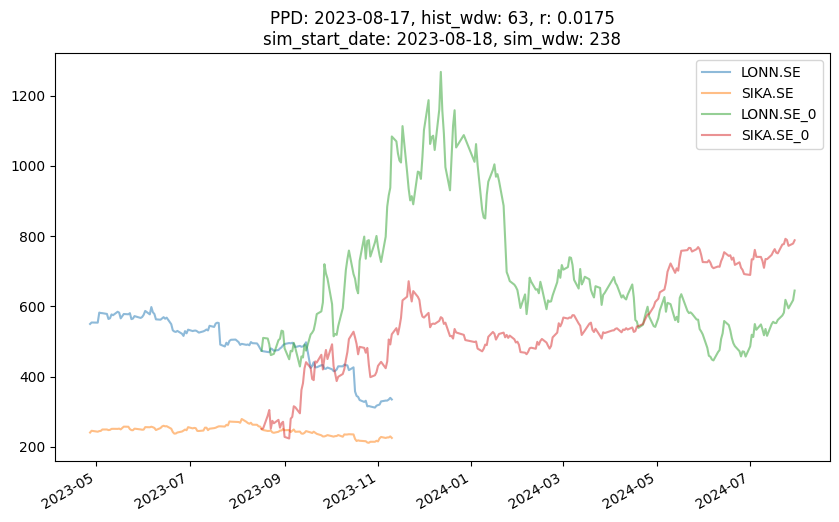 PPD: 2023-08-17, hist_wdw: 63, r: 0.0175
sim_start_date: 2023-08-18, sim_wdw: 238
LONN.SE
SIKA.SE
LONN.SE_0
SIKA.SE_0
1200
1000
800
600
400
200
2023-05
2023-07
2023-09
2023-11
2024-01
2024-03
2024-05
2024-07